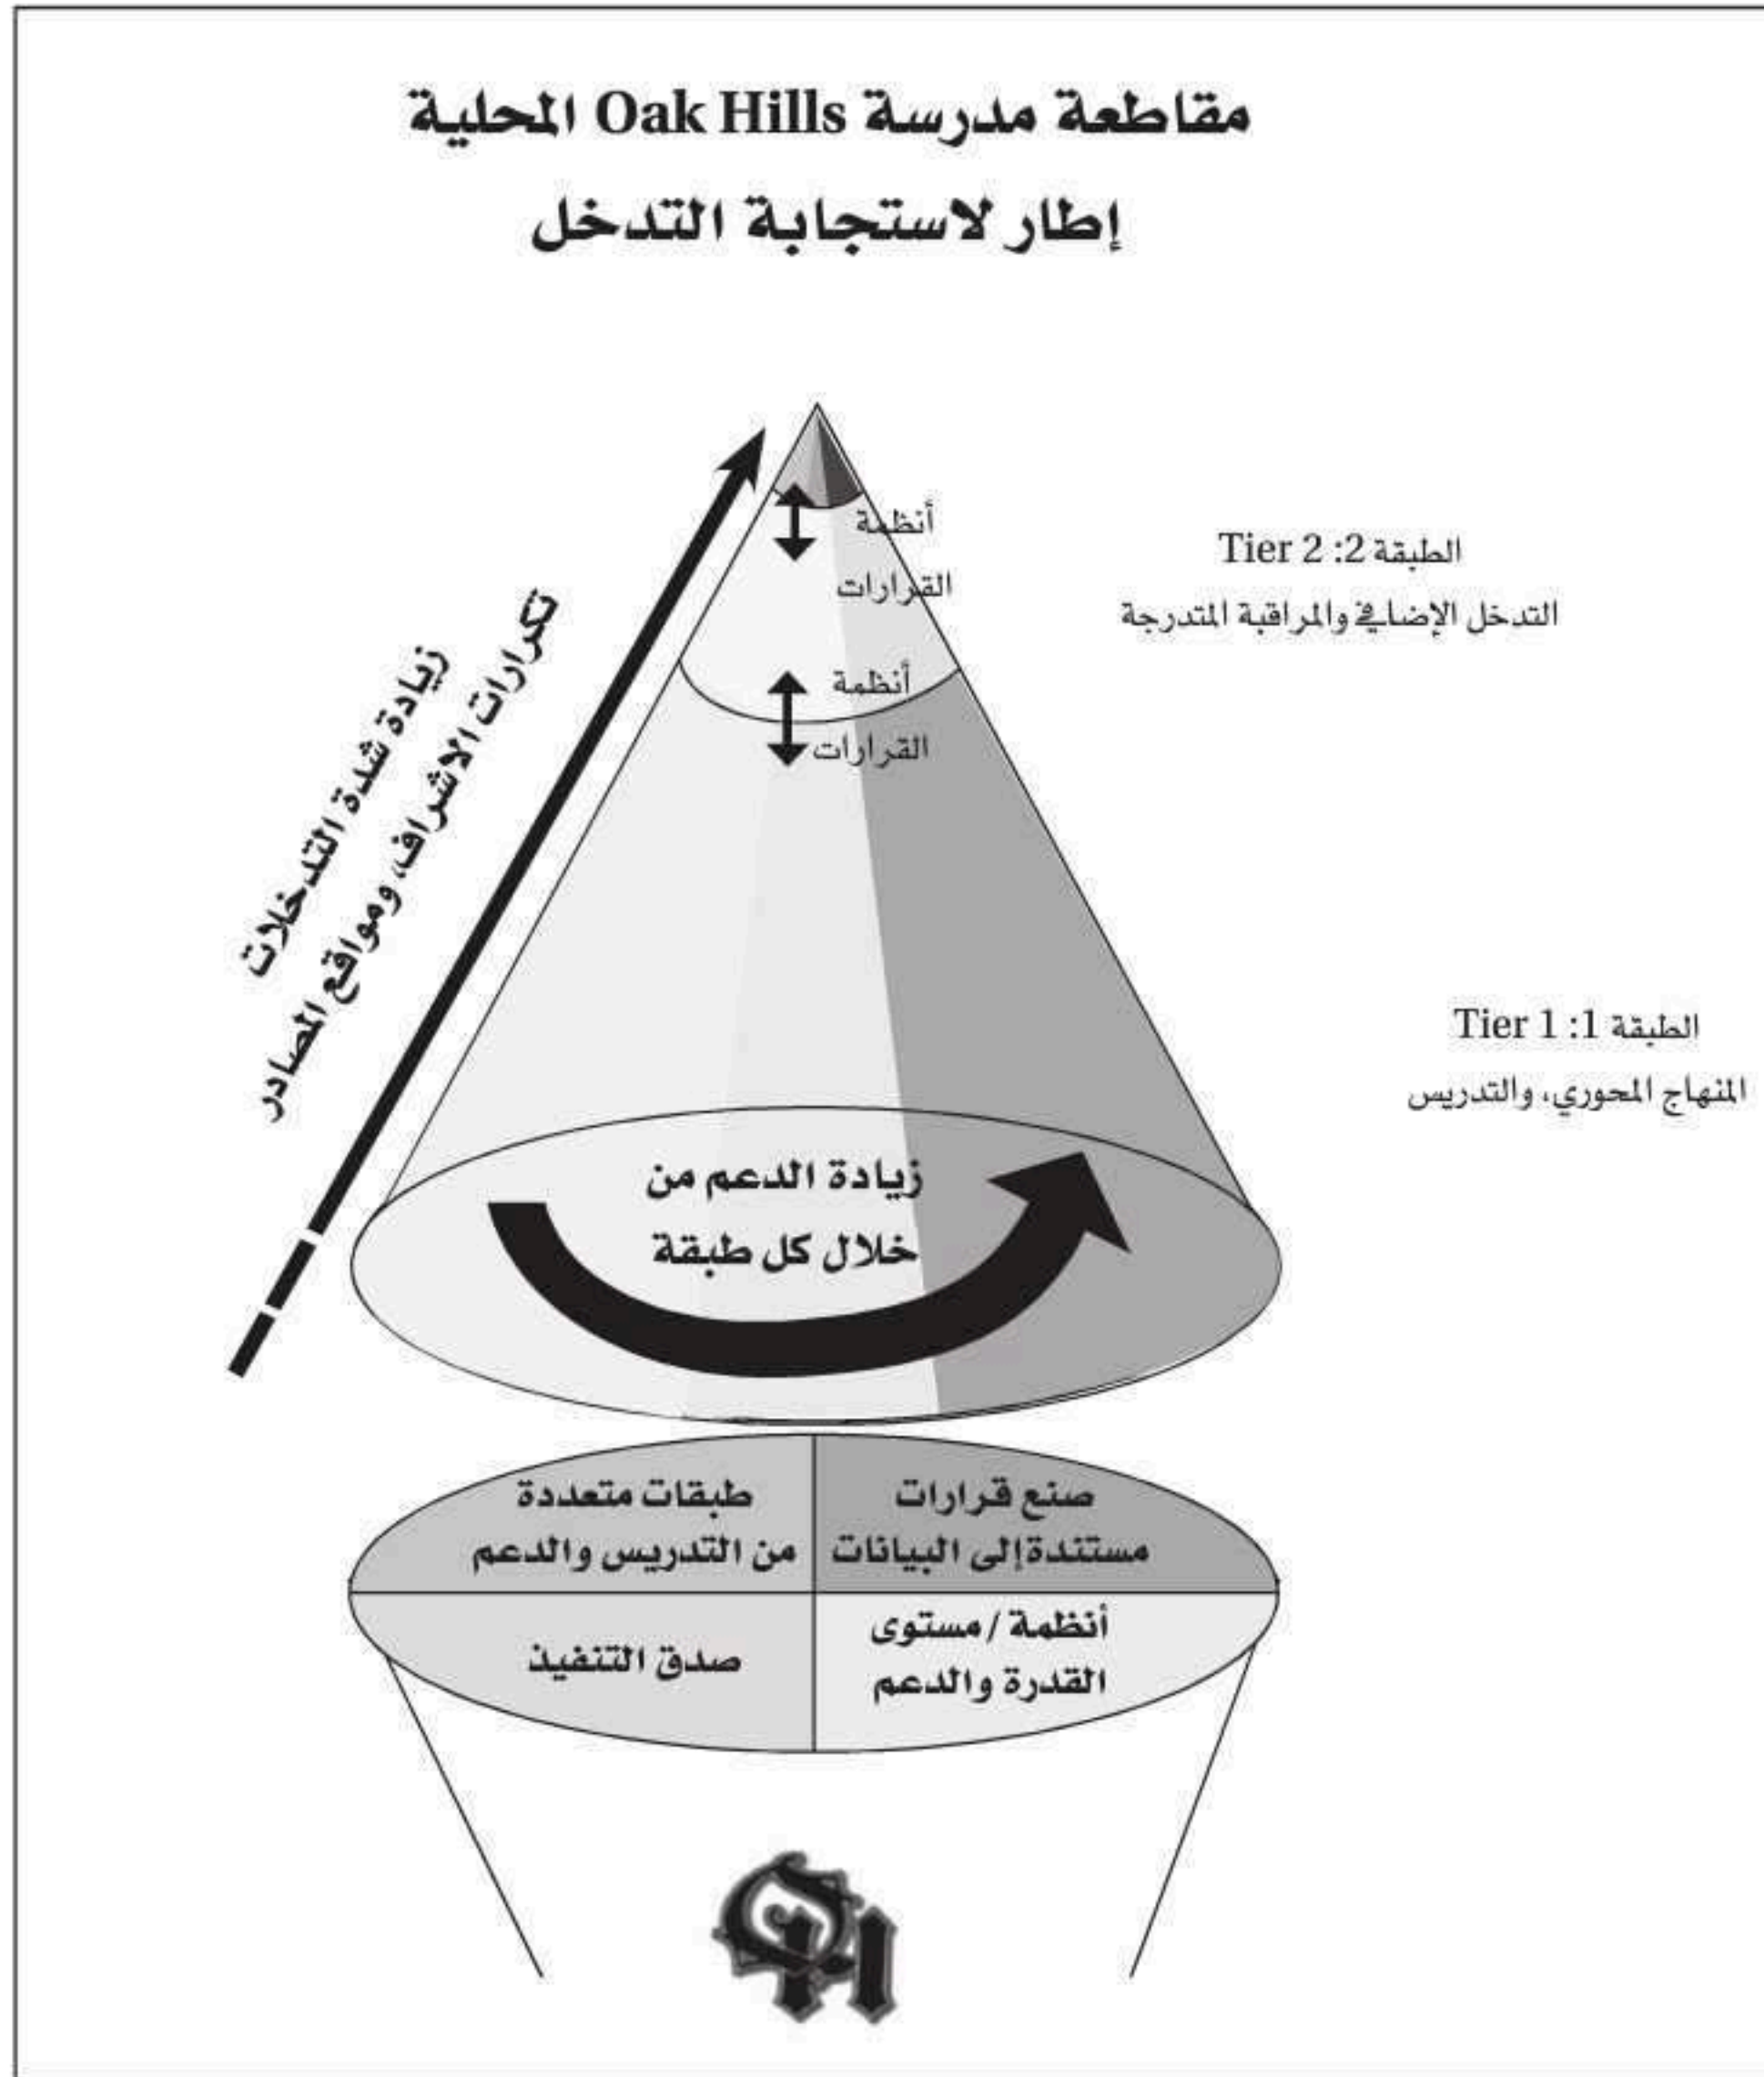 مقاطعة مدرسة Oak Hills المحلية
إطار لاستجابة التدخل
أنظمة
القرارات
الطبقة 2: Tier 2
التدخل الإضافي والمراقبة المتدرجة
أنظمة
القرارات
زيادة شدة التدخلات
تكرارات الاشراف، ومواقع المصادر
الطبقة 1: Tier 1
المنهاج المحوري، والتدريس
زيادة الدعم من
خلال كل طبقة
صنع قرارات
مستندة إلى البيانات
طبقات متعددة
من التدريس والدعم
أنظمة / مستوى
القدرة والدعم
صدق التنفيذ
OH